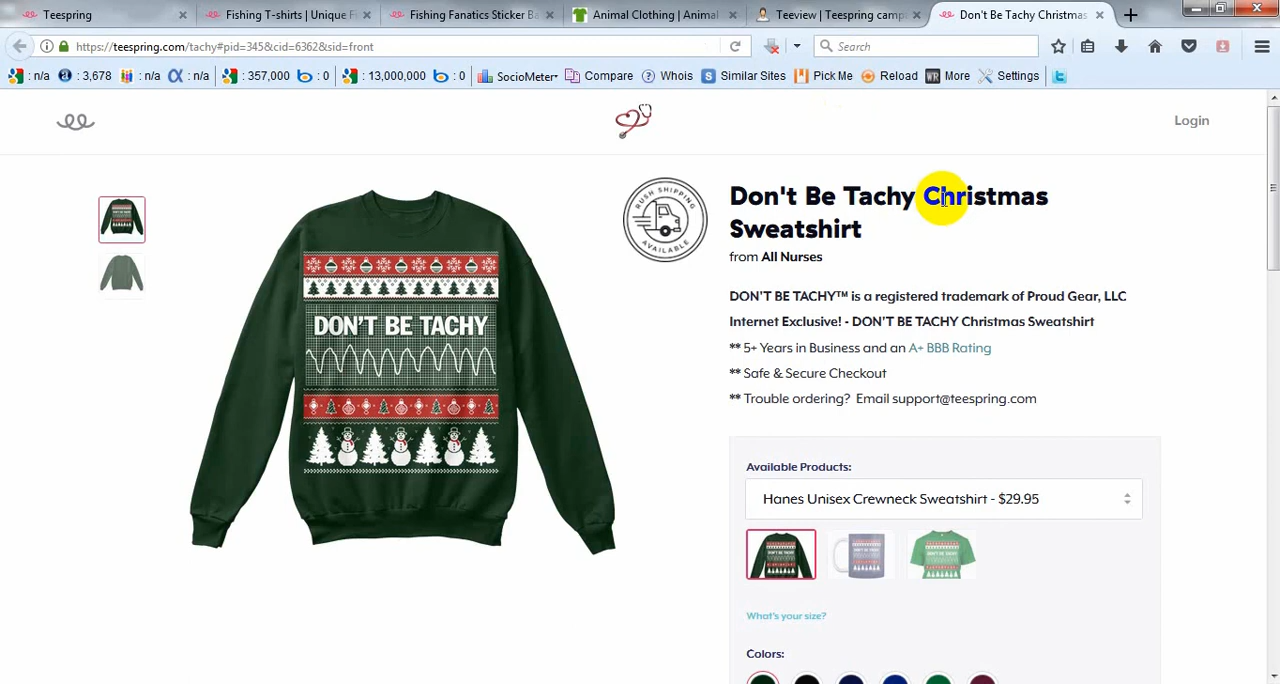 Teespring
Fishing T-shirts | Unique Fi
Fishing Fanatics Sticker Ba
Animal Clothing | Animal
Teeview | Teespring camp
Don't Be Tachy Christmas
https://teespring.com/tachy#pid=345&cid=6362&sid=front
Search
: n/a : 3,678 : n/a : n/a : 357,000 : 0 : 13,000,000 : 0 SocioMeter Compare Whois Similar Sites Pick Me Reload More Settings
Login
RUSH SHIPPING
AVAILABLE
Don't Be Tachy Christmas
Sweatshirt
from All Nurses
DON'T BE TACHY™ is a registered trademark of Proud Gear, LLC
Internet Exclusive! - DON'T BE TACHY Christmas Sweatshirt
** 5+ Years in Business and an A+ BBB Rating
** Safe & Secure Checkout
** Trouble ordering? Email support@teespring.com
DON'T BE TACHY
Available Products:
Hanes Unisex Crewneck Sweatshirt - $29.95
What's your size?
Colors: